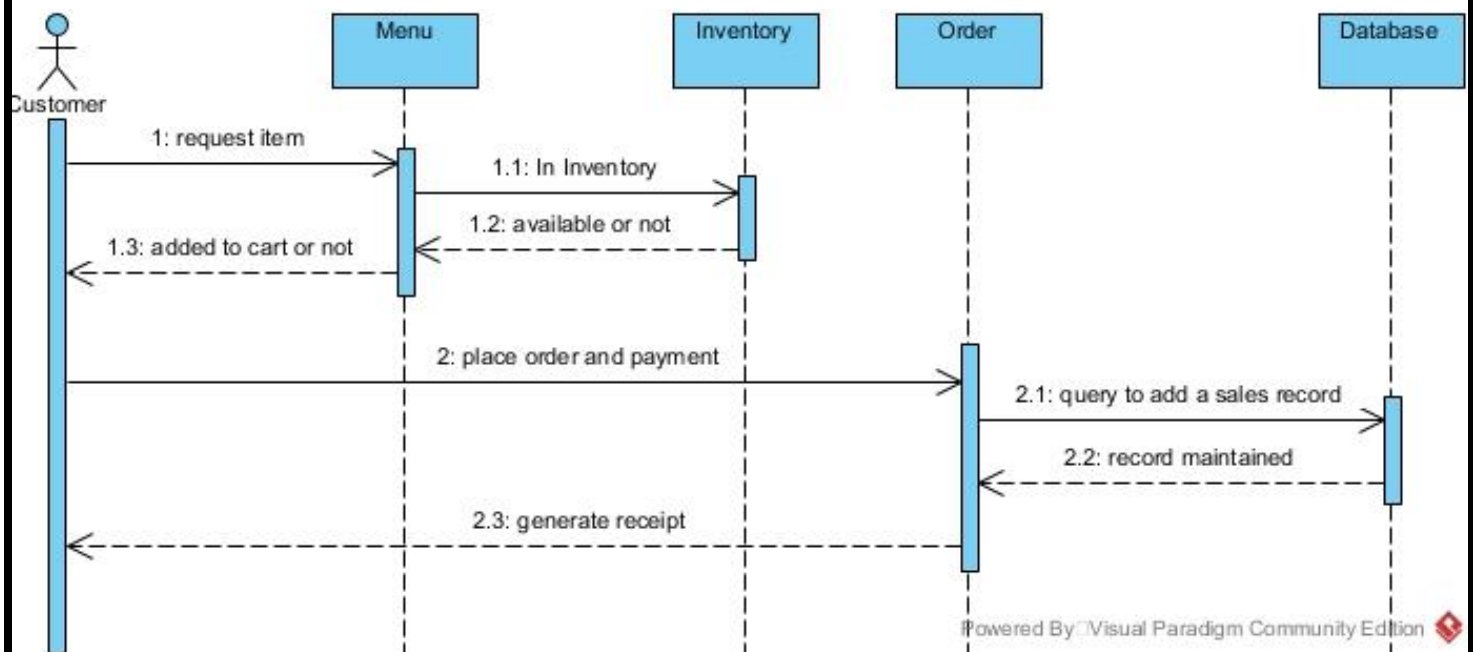 Menu
Inventory
Order
Database
Customer
1: request item
1.1: In Inventory
1.2: available or not
1.3: added to cart or not
2: place order and payment
2.1: query to add a sales record
2.2: record maintained
2.3: generate receipt
Powered By Visual Paradigm Community Edition